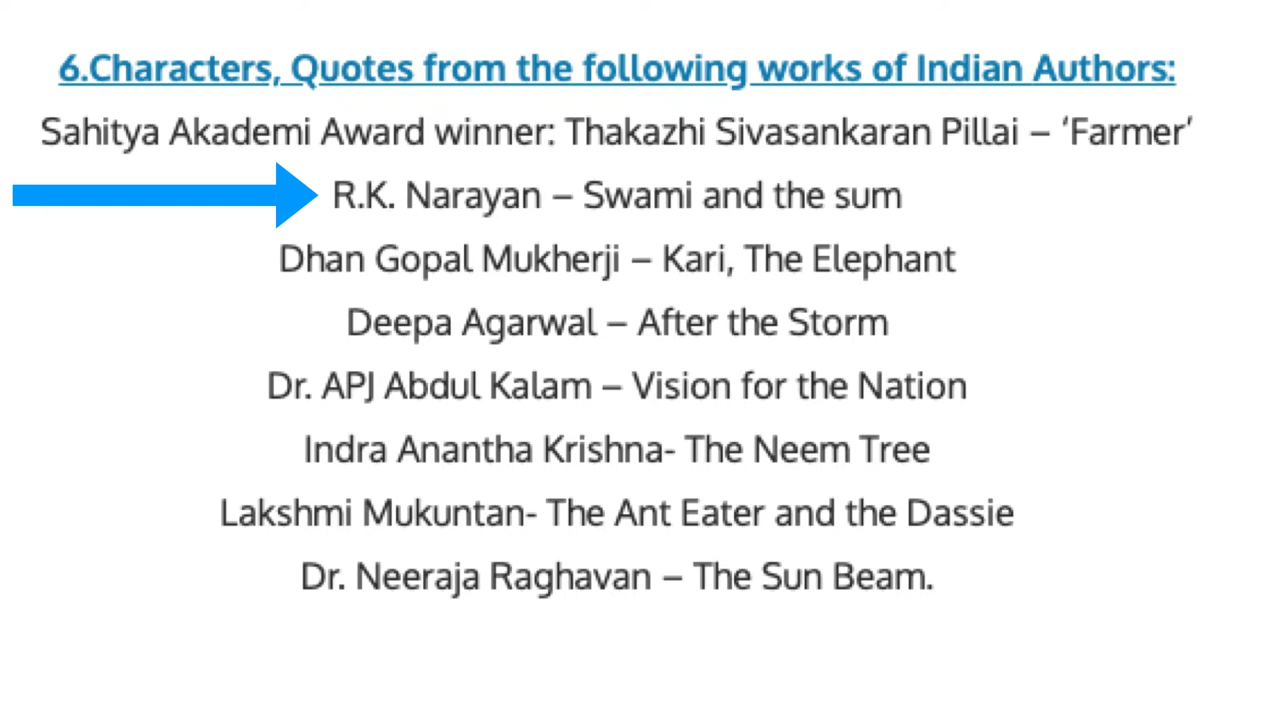 6.Characters, Quotes from the following works of Indian Authors:
Sahitya Akademi Award winner: Thakazhi Sivasankaran Pillai – ‘Farmer’
R.K. Narayan – Swami and the sum
Dhan Gopal Mukherji – Kari, The Elephant
Deepa Agarwal – After the Storm
Dr. APJ Abdul Kalam – Vision for the Nation
Indra Anantha Krishna- The Neem Tree
Lakshmi Mukuntan- The Ant Eater and the Dassie
Dr. Neeraja Raghavan – The Sun Beam.